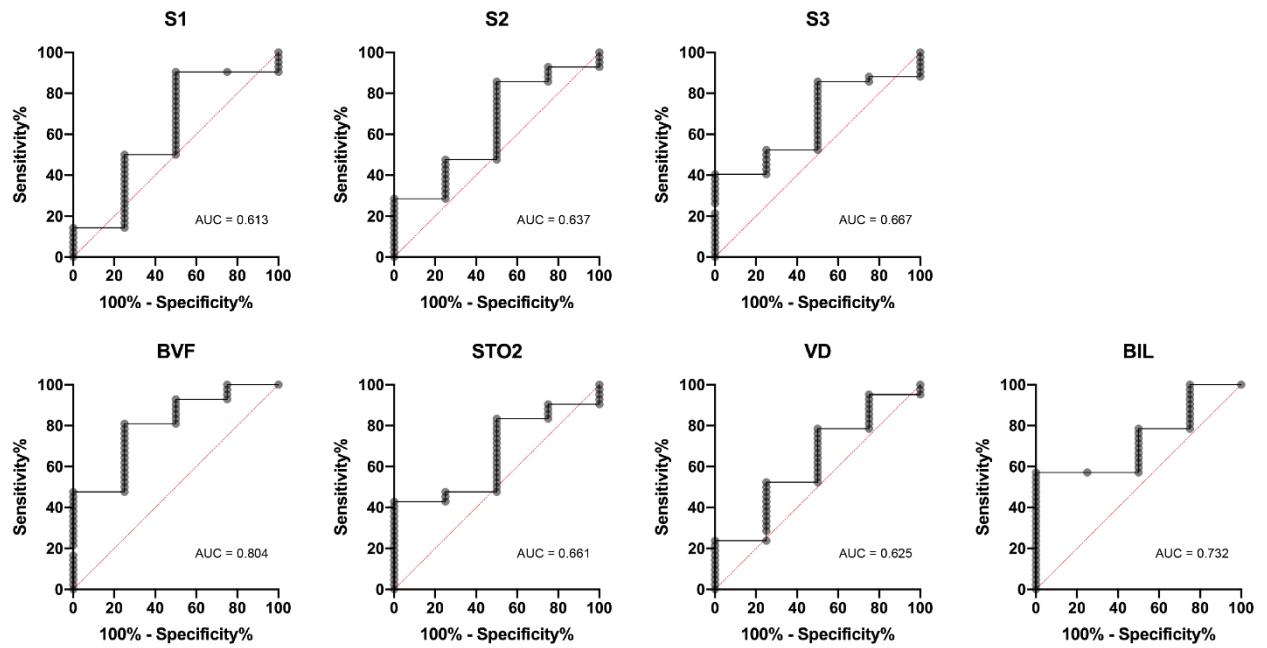 S1
100
80
60
40
20
0
Sensitivity%
AUC = 0.613
0 20 40 60 80 100
100% - Specificity%
S2
100
80
60
40
20
0
Sensitivity%
AUC = 0.637
0 20 40 60 80 100
100% - Specificity%
S3
100
80
60
40
20
0
Sensitivity%
AUC = 0.667
0 20 40 60 80 100
100% - Specificity%
BVF
100
80
60
40
20
0
Sensitivity%
AUC = 0.804
0 20 40 60 80 100
100% - Specificity%
STO2
100
80
60
40
20
0
Sensitivity%
AUC = 0.661
0 20 40 60 80 100
100% - Specificity%
VD
100
80
60
40
20
0
Sensitivity%
AUC = 0.625
0 20 40 60 80 100
100% - Specificity%
BIL
100
80
60
40
20
0
Sensitivity%
AUC = 0.732
0 20 40 60 80 100
100% - Specificity%